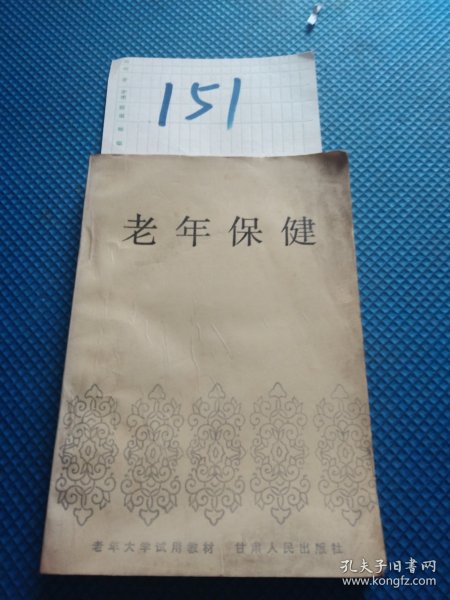 151
老年保健
老年大学试用教材 甘肃人民出版社
孔夫子旧书网
www.kongfz.com